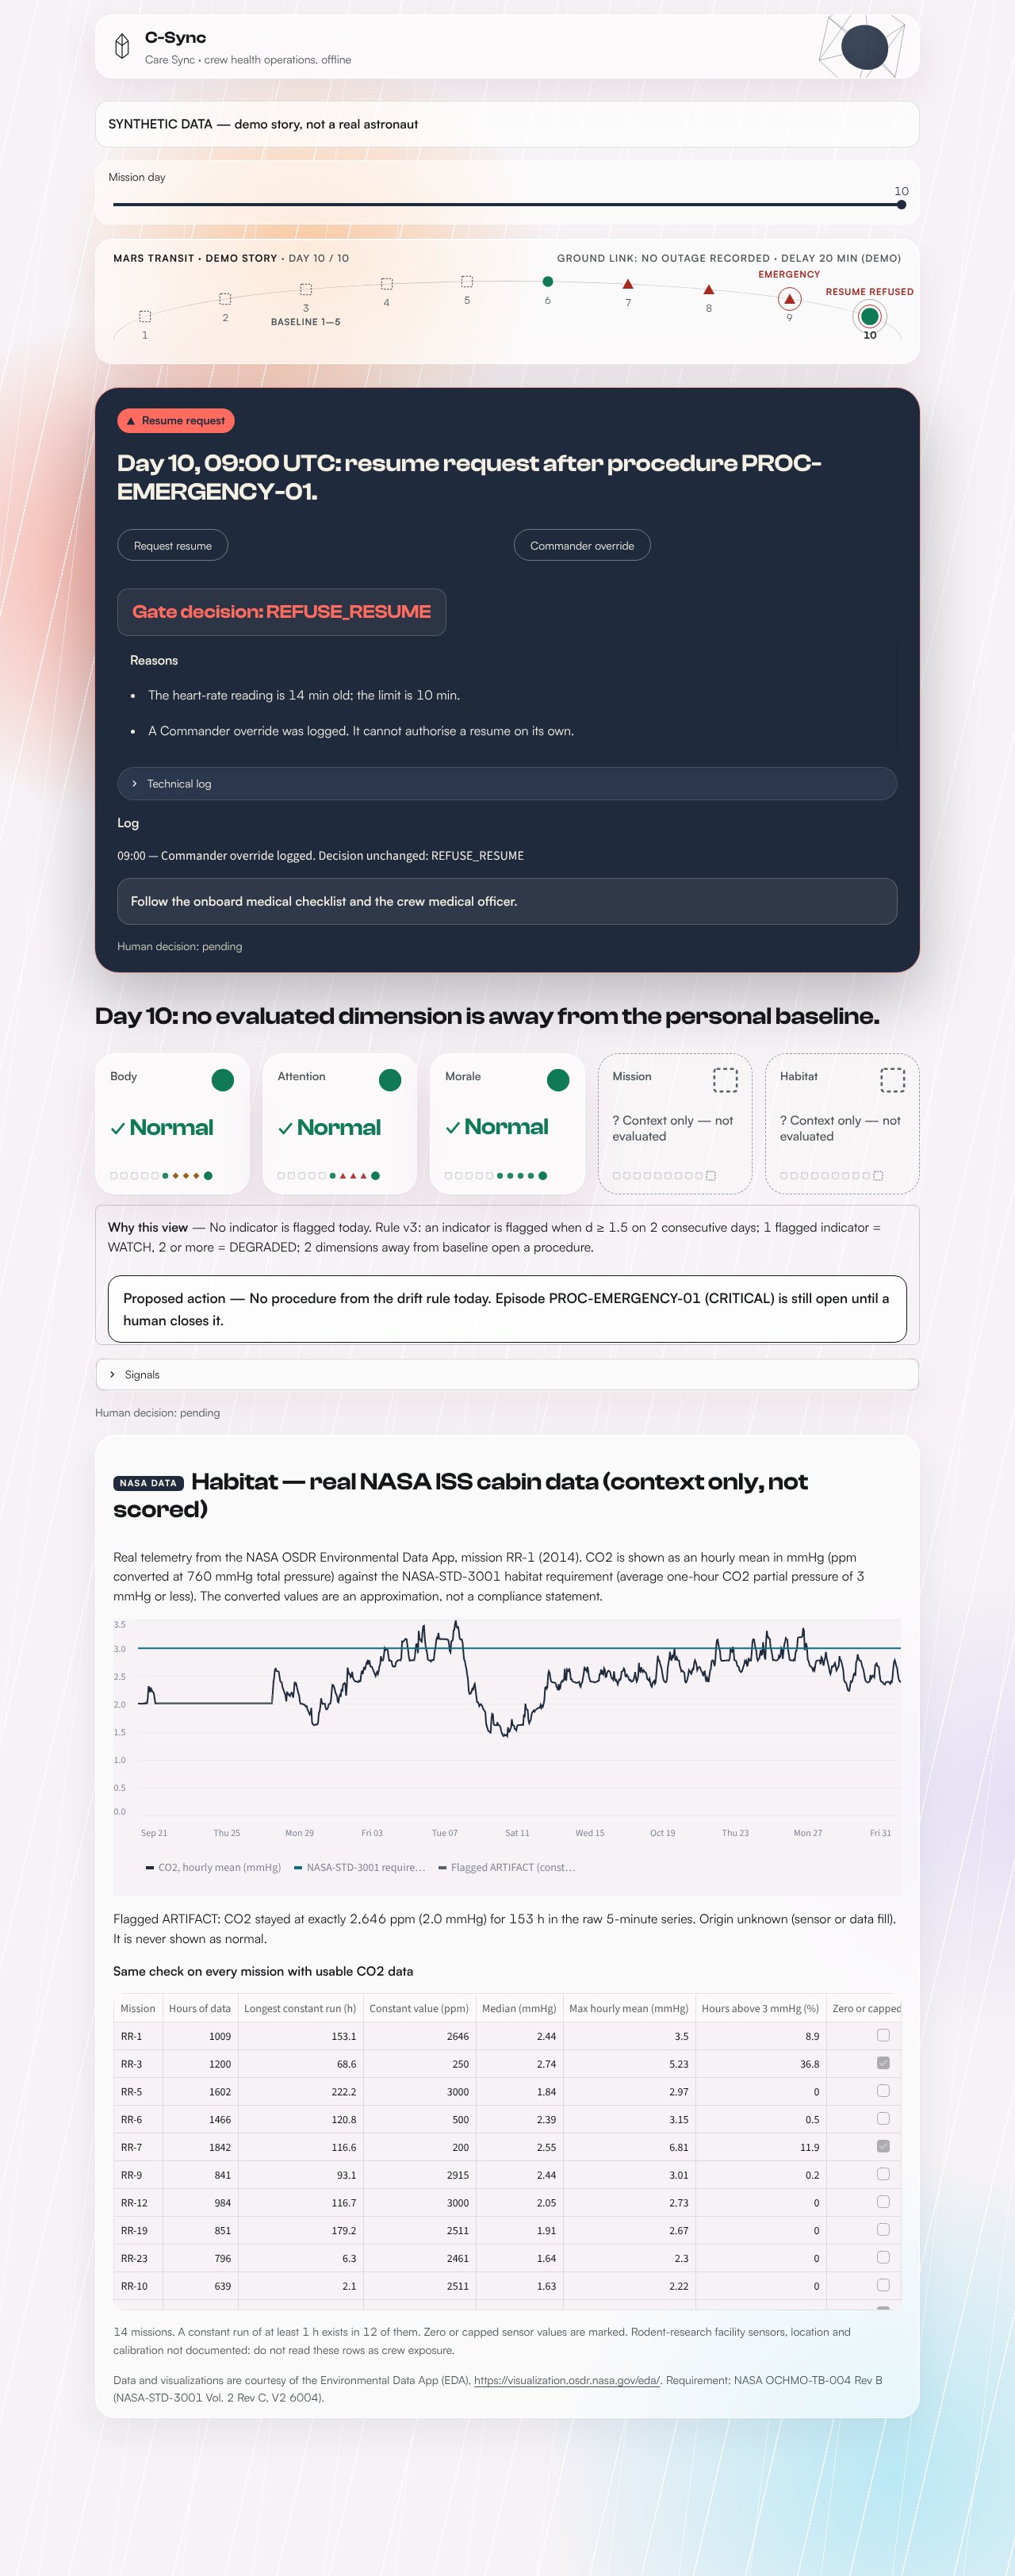 C-Sync
Care Sync · crew health operations, offline
SYNTHETIC DATA — demo story, not a real astronaut
Mission day
10
MARS TRANSIT · DEMO STORY · DAY 10 / 10
GROUND LINK: NO OUTAGE RECORDED · DELAY 20 MIN (DEMO)
EMERGENCY
RESUME REFUSED
1
2
3
BASELINE 1–5
4
5
6
7
8
9
10
Resume request
Day 10, 09:00 UTC: resume request after procedure PROC-
EMERGENCY-01.
Request resume
Commander override
Gate decision: REFUSE_RESUME
Reasons
• The heart-rate reading is 14 min old; the limit is 10 min.
• A Commander override was logged. It cannot authorise a resume on its own.
Technical log
Log
09:00 — Commander override logged. Decision unchanged: REFUSE_RESUME
Follow the onboard medical checklist and the crew medical officer.
Human decision: pending
Day 10: no evaluated dimension is away from the personal baseline.
Body
✓ Normal
Attention
✓ Normal
Morale
✓ Normal
Mission
? Context only — not
evaluated
Habitat
? Context only — not
evaluated
Why this view — No indicator is flagged today. Rule v3: an indicator is flagged when d ≥ 1.5 on 2 consecutive days; 1 flagged indicator =
WATCH, 2 or more = DEGRADED; 2 dimensions away from baseline open a procedure.
Proposed action — No procedure from the drift rule today. Episode PROC-EMERGENCY-01 (CRITICAL) is still open until a
human closes it.
Signals
Human decision: pending
NASA DATA Habitat — real NASA ISS cabin data (context only, not
scored)
Real telemetry from the NASA OSDR Environmental Data App, mission RR-1 (2014). CO2 is shown as an hourly mean in mmHg (ppm
converted at 760 mmHg total pressure) against the NASA-STD-3001 habitat requirement (average one-hour CO2 partial pressure of 3
mmHg or less). The converted values are an approximation, not a compliance statement.
3.5
3.0
2.5
2.0
1.5
1.0
0.5
0.0
Sep 21 Thu 25 Mon 29 Fri 03 Tue 07 Sat 11 Wed 15 Oct 19 Thu 23 Mon 27 Fri 31
CO2, hourly mean (mmHg) NASA-STD-3001 require… Flagged ARTIFACT (const…
Flagged ARTIFACT: CO2 stayed at exactly 2,646 ppm (2.0 mmHg) for 153 h in the raw 5-minute series. Origin unknown (sensor or data fill).
It is never shown as normal.
Same check on every mission with usable CO2 data
Mission Hours of data Longest constant run (h) Constant value (ppm) Median (mmHg) Max hourly mean (mmHg) Hours above 3 mmHg (%) Zero or capped
RR-1 1009 153.1 2646 2.44 3.5 8.9
RR-3 1200 68.6 250 2.74 5.23 36.8
RR-5 1602 222.2 3000 1.84 2.97 0
RR-6 1466 120.8 500 2.39 3.15 0.5
RR-7 1842 116.6 200 2.55 6.81 11.9
RR-9 841 93.1 2915 2.44 3.01 0.2
RR-12 984 116.7 3000 2.05 2.73 0
RR-19 851 179.2 2511 1.91 2.67 0
RR-23 796 6.3 2461 1.64 2.3 0
RR-10 639 2.1 2511 1.63 2.22 0
14 missions. A constant run of at least 1 h exists in 12 of them. Zero or capped sensor values are marked. Rodent-research facility sensors, location and
calibration not documented: do not read these rows as crew exposure.
Data and visualizations are courtesy of the Environmental Data App (EDA), https://visualization.osdr.nasa.gov/eda/. Requirement: NASA OCHMO-TB-004 Rev B
(NASA-STD-3001 Vol. 2 Rev C, V2 6004).